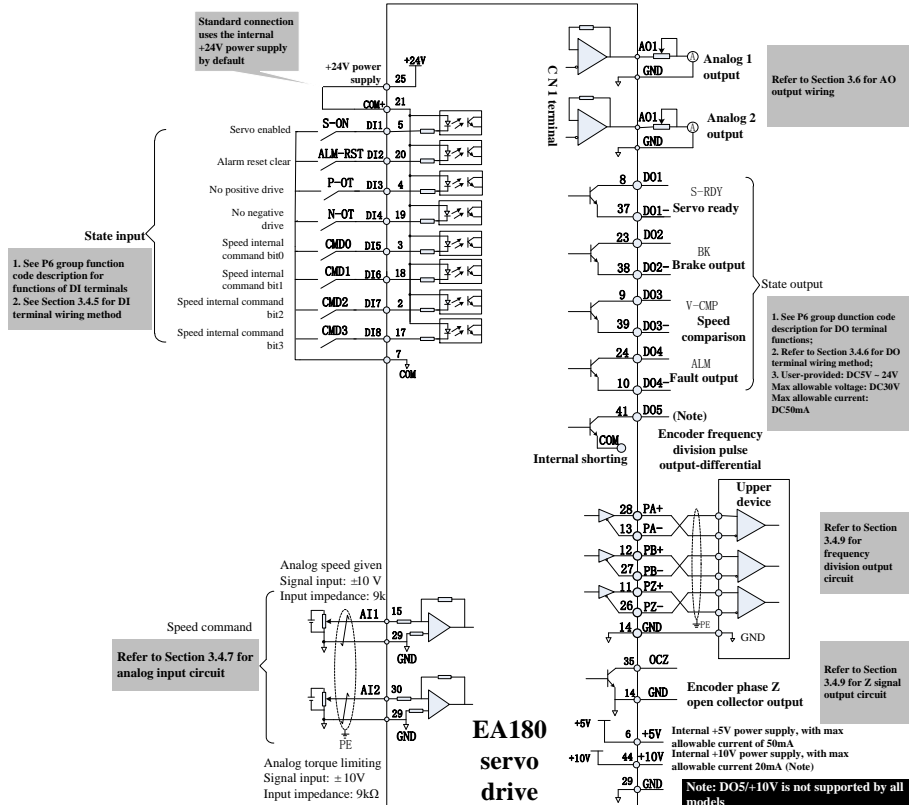 Standard connection
uses the internal
+24V power supply
by default
+24V power
supply
+24V
25
COM+
21
Servo enabled
S-ON
DI1
5
Alarm reset clear
ALM-RST
DI2
20
No positive drive
P-OT
DI3
4
No negative
drive
N-OT
DI4
19
Speed internal
command bit0
CMD0
DI5
3
Speed internal
command bit1
CMD1
DI6
18
Speed internal command
bit2
CMD2
DI7
2
Speed internal command
bit3
CMD3
DI8
17
7
COM
State input
1. See P6 group function
code description for
functions of DI terminals
2. See Section 3.4.5 for DI
terminal wiring method
Analog speed given
Signal input: ±10 V
Input impedance: 9k
Speed command
Refer to Section 3.4.7 for
analog input circuit
AI1
15
29
GND
AI2
30
29
GND
PE
Analog torque limiting
Signal input: ± 10V
Input impedance: 9kΩ
EA180
servo
drive
C N 1 terminal
AO1
A
GND
Analog 1
output
AO1
A
GND
Analog 2
output
Refer to Section 3.6 for AO
output wiring
8
DO1
S-RDY
37
DO1-
Servo ready
23
DO2
BK
38
DO2-
Brake output
9
DO3
V-CMP
39
DO3-
Speed
comparison
24
DO4
ALM
10
DO4-
Fault output
State output
1. See P6 group dunction code
description for DO terminal
functions;
2. Refer to Section 3.4.6 for DO
terminal wiring method;
3. User-provided: DC5V ~ 24V
Max allowable voltage: DC30V
Max allowable current:
DC50mA
41
DO5
(Note)
COM
Internal shorting
Encoder frequency
division pulse
output-differential
Upper
device
28
PA+
13
PA-
12
PB+
27
PB-
11
PZ+
26
PZ-
PE
14
GND
GND
Refer to Section
3.4.9 for
frequency
division output
circuit
35
OCZ
14
GND
Encoder phase Z
open collector output
Refer to Section
3.4.9 for Z signal
output circuit
+5V
6
+5V
Internal +5V power supply, with max
allowable current of 50mA
+10V
44
+10V
Internal +10V power supply, with max
allowable current 20mA (Note)
29
GND
Note: DO5/+10V is not supported by all
models